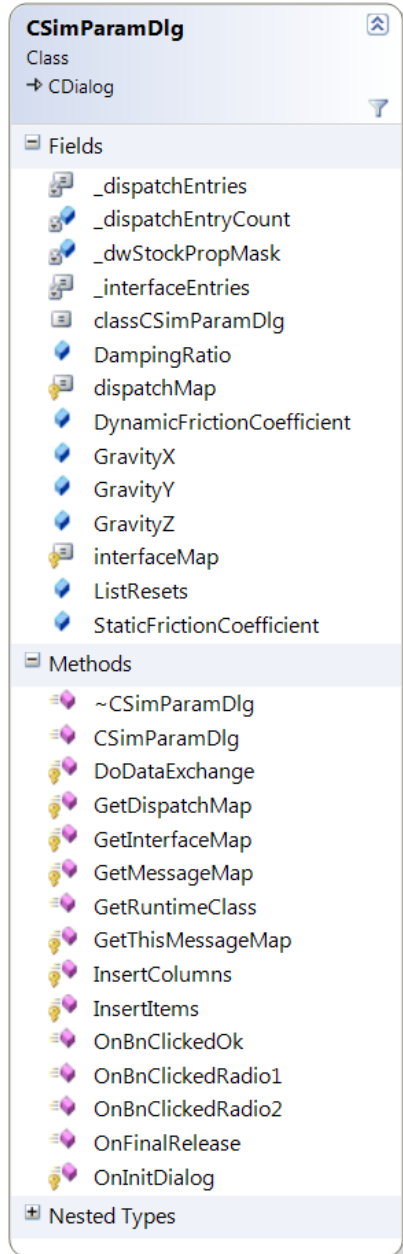 CSimParamDlg
Class
CDialog
Fields
_dispatchEntries
_dispatchEntryCount
_dwStockPropMask
_interfaceEntries
classCSimParamDlg
DampingRatio
dispatchMap
DynamicFrictionCoefficient
GravityX
GravityY
GravityZ
interfaceMap
ListResets
StaticFrictionCoefficient
Methods
~CSimParamDlg
CSimParamDlg
DoDataExchange
GetDispatchMap
GetInterfaceMap
GetMessageMap
GetRuntimeClass
GetThisMessageMap
InsertColumns
InsertItems
OnBnClickedOk
OnBnClickedRadio1
OnBnClickedRadio2
OnFinalRelease
OnInitDialog
Nested Types